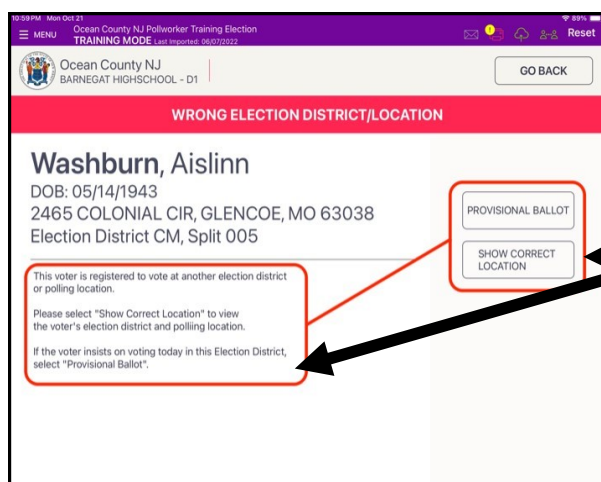 10:59 PM Mon Oct 21
89%
MENU
Ocean County NJ Pollworker Training Election
TRAINING MODE Last Imported: 06/07/2022
Reset
Ocean County NJ
BARNEGAT HIGHSCHOOL - D1
GO BACK
WRONG ELECTION DISTRICT/LOCATION
Washburn, Aislinn
DOB: 05/14/1943
2465 COLONIAL CIR, GLENCOE, MO 63038
Election District CM, Split 005
PROVISIONAL BALLOT
SHOW CORRECT
LOCATION
This voter is registered to vote at another election district
or polling location.
Please select "Show Correct Location" to view
the voter's election district and polliing location.
If the voter insists on voting today in this Election District,
select "Provisional Ballot".